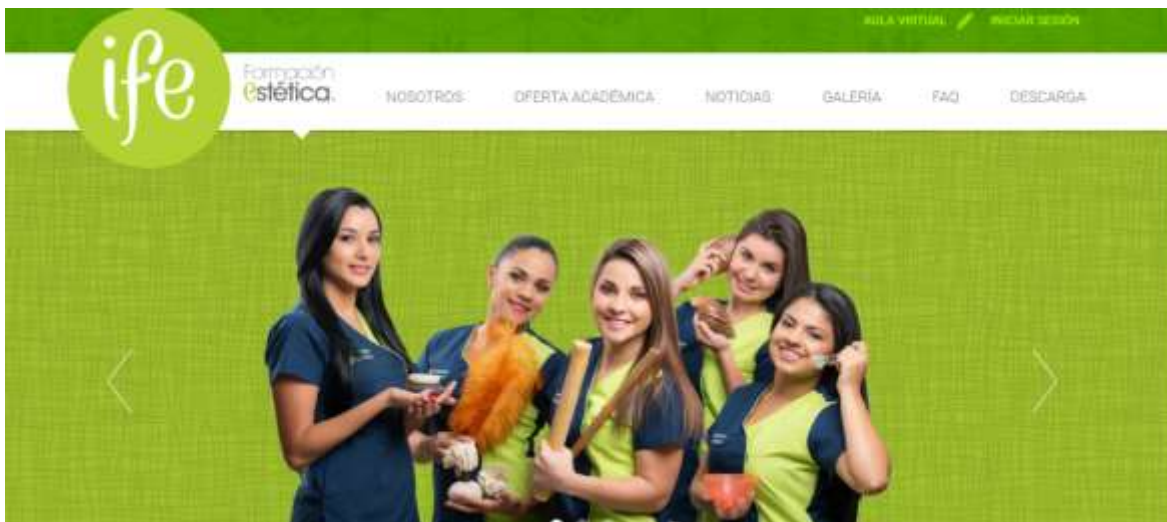 AULA VIRTUAL INICIAR SESIÓN
ife
Formación
estética.
NOSOTROS OFERTA ACADÉMICA NOTICIAS GALERÍA FAQ DESCARGA